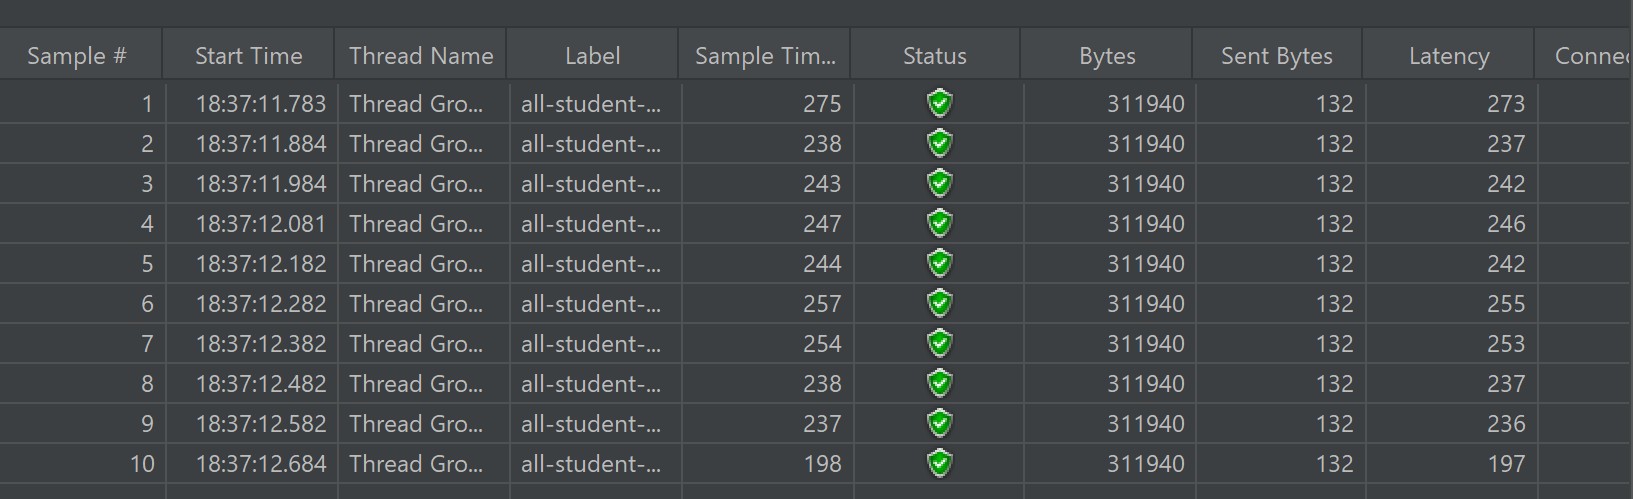 Sample # Start Time Thread Name Label Sample Tim... Status Bytes Sent Bytes Latency Connec
1 18:37:11.783 Thread Gro... all-student-... 275 311940 132 273
2 18:37:11.884 Thread Gro... all-student-... 238 311940 132 237
3 18:37:11.984 Thread Gro... all-student-... 243 311940 132 242
4 18:37:12.081 Thread Gro... all-student-... 247 311940 132 246
5 18:37:12.182 Thread Gro... all-student-... 244 311940 132 242
6 18:37:12.282 Thread Gro... all-student-... 257 311940 132 255
7 18:37:12.382 Thread Gro... all-student-... 254 311940 132 253
8 18:37:12.482 Thread Gro... all-student-... 238 311940 132 237
9 18:37:12.582 Thread Gro... all-student-... 237 311940 132 236
10 18:37:12.684 Thread Gro... all-student-... 198 311940 132 197